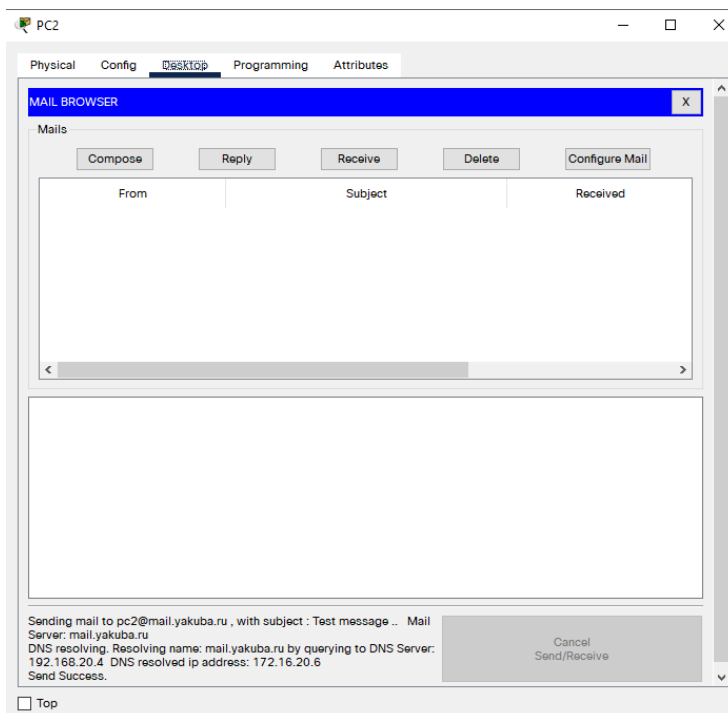 PC2
Physical Config Desktop Programming Attributes
MAIL BROWSER X
Mails
Compose Reply Receive Delete Configure Mail
From Subject Received
Sending mail to pc2@mail.yakuba.ru , with subject : Test message .. Mail
Server: mail.yakuba.ru
DNS resolving. Resolving name: mail.yakuba.ru by querying to DNS Server:
192.168.20.4 DNS resolved ip address: 172.16.20.6
Send Success.
Cancel
Send/Receive
Top